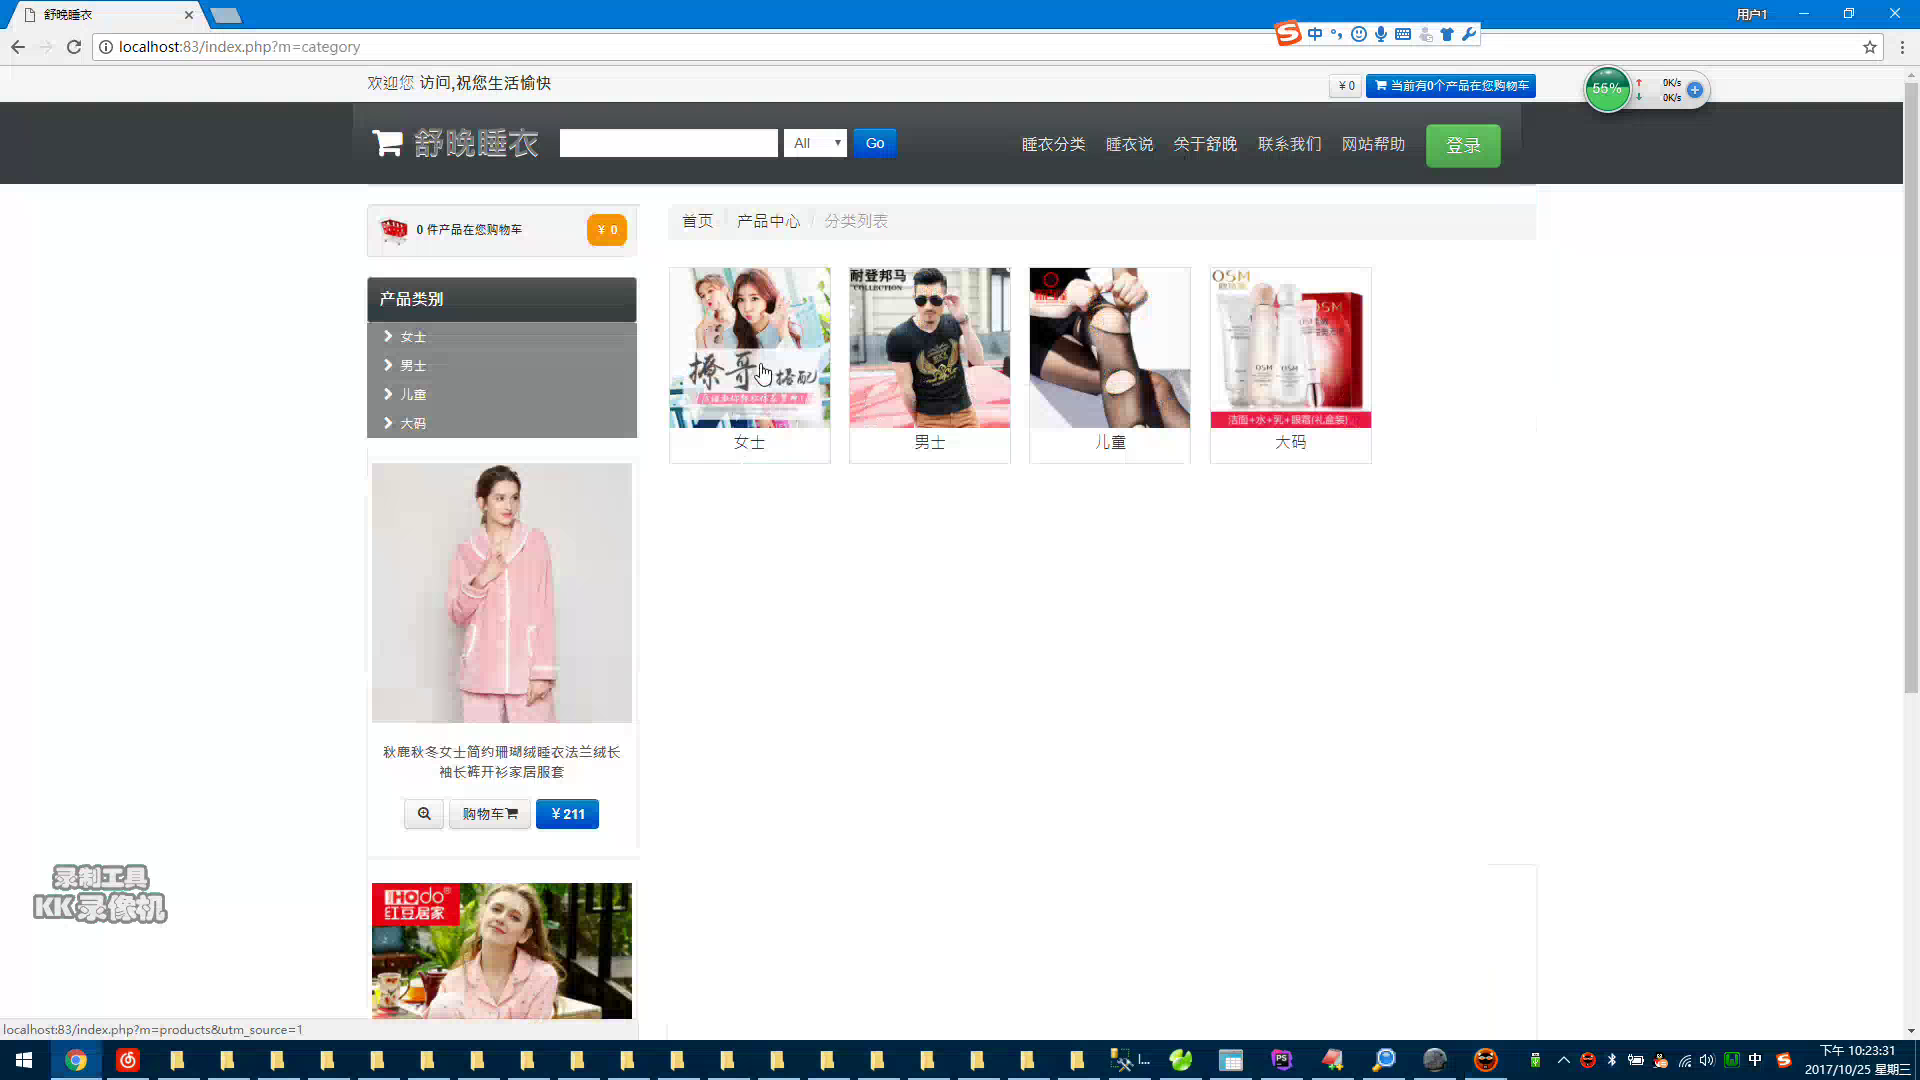 舒晚睡衣
用户1
localhost:83/index.php?m=category
中
欢迎您 访问,祝您生活愉快
¥ 0
当前有0个产品在您购物车
55%
0K/s
0K/s
舒晚睡衣
All
Go
睡衣分类
睡衣说
关于舒晚
联系我们
网站帮助
登录
0 件产品在您购物车
¥ 0
首页 / 产品中心 / 分类列表
产品类别
女士
男士
儿童
大码
撩哥搭配
耐登邦马
COLLECTION
OSM
OSM
OSM
OSM
洁面+水+乳+眼霜(礼盒装)
女士
男士
儿童
大码
秋鹿秋冬女士简约珊瑚绒睡衣法兰绒长
袖长裤开衫家居服套
购物车
¥ 211
录制工具
KK录像机
HOdo®
红豆居家
localhost:83/index.php?m=products&utm_source=1
中
下午 10:23:31
2017/10/25 星期三